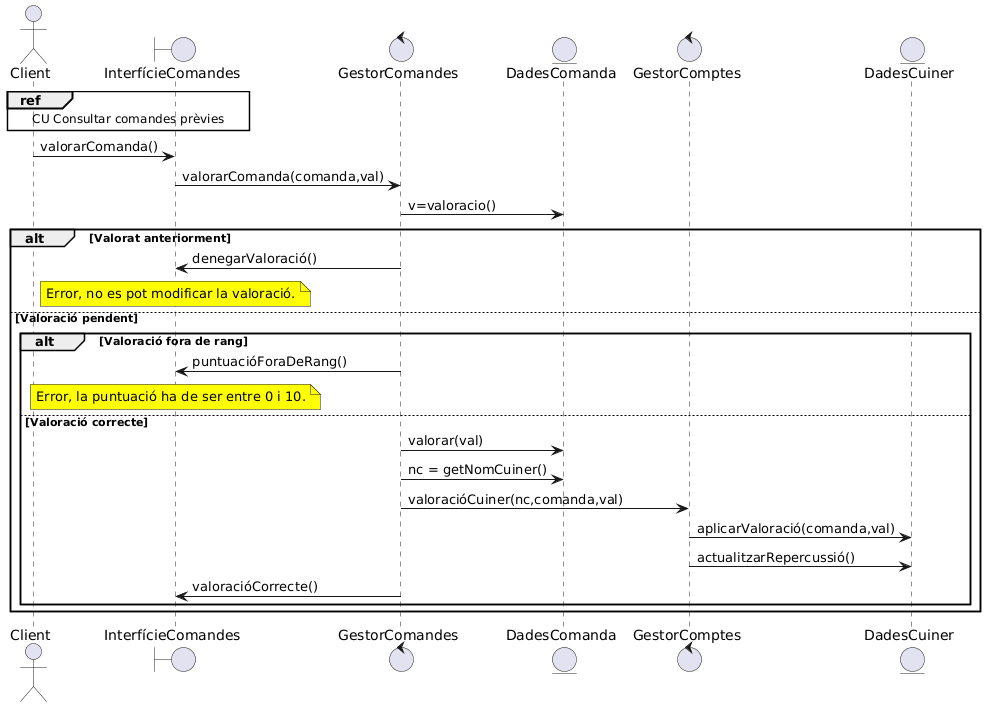 Client
InterfícieComandes
GestorComandes
DadesComanda
GestorComptes
DadesCuiner
ref
CU Consultar comandes prèvies
valorarComanda()
valorarComanda(comanda,val)
v=valoracio()
alt [Valorat anteriorment]
denegarValoració()
Error, no es pot modificar la valoració.
[Valoració pendent]
alt [Valoració fora de rang]
puntuacióForaDeRang()
Error, la puntuació ha de ser entre 0 i 10.
[Valoració correcte]
valorar(val)
nc = getNomCuiner()
valoracióCuiner(nc,comanda,val)
aplicarValoració(comanda,val)
actualitzarRepercussió()
valoracióCorrecte()
Client
InterfícieComandes
GestorComandes
DadesComanda
GestorComptes
DadesCuiner